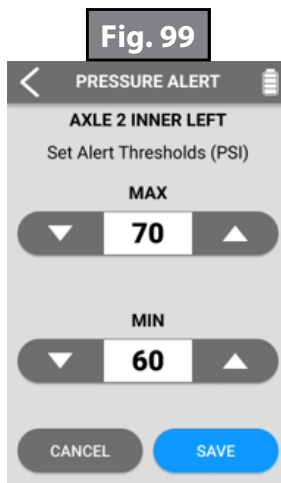 Fig. 99
PRESSURE ALERT
AXLE 2 INNER LEFT
Set Alert Thresholds (PSI)
MAX
70
MIN
60
CANCEL SAVE